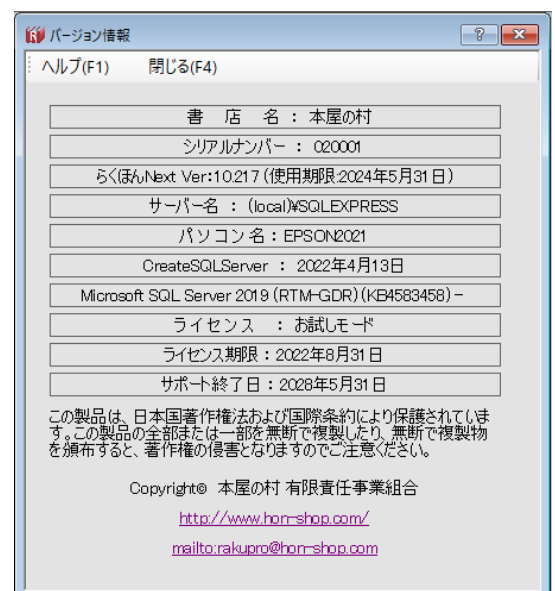 バージョン情報
ヘルプ(F1) 閉じる(F4)
書 店 名 : 本屋の村
シリアルナンバー : 020001
らくほんNext Ver:10.217 (使用期限:2024年5月31日)
サーバー名 : (local)¥SQLEXPRESS
パソコン名 : EPSON2021
CreateSQLServer : 2022年4月13日
Microsoft SQL Server 2019 (RTM-GDR) (KB4583458) -
ライセンス : お試しモード
ライセンス期限 : 2022年8月31日
サポート終了日 : 2028年5月31日
この製品は、日本国著作権法および国際条約により保護されていま
す。この製品の全部または一部を無断で複製したり、無断で複製物
を頒布すると、著作権の侵害となりますのでご注意ください。
Copyright© 本屋の村 有限責任事業組合
http://www.hon-shop.com/
mailto:rakupro@hon-shop.com